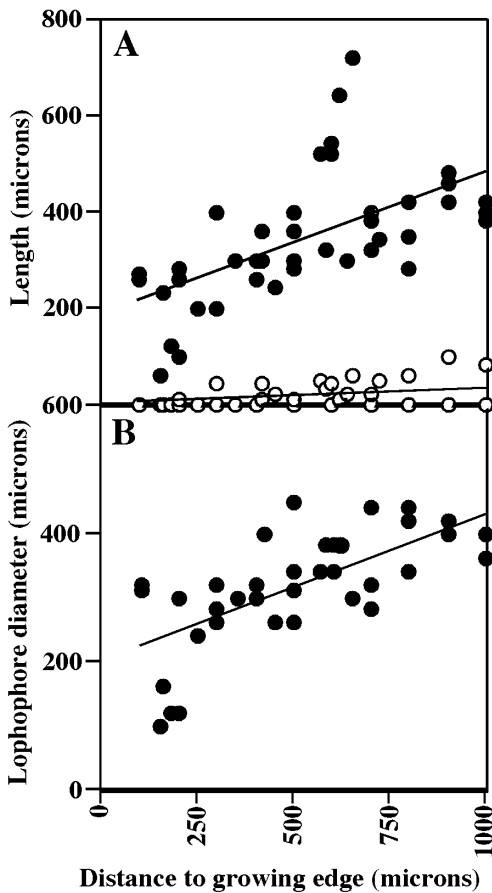 A
800
600
400
200
600
Length (microns)
B
400
200
0
Lophophore diameter (microns)
0
250
500
750
1000
Distance to growing edge (microns)